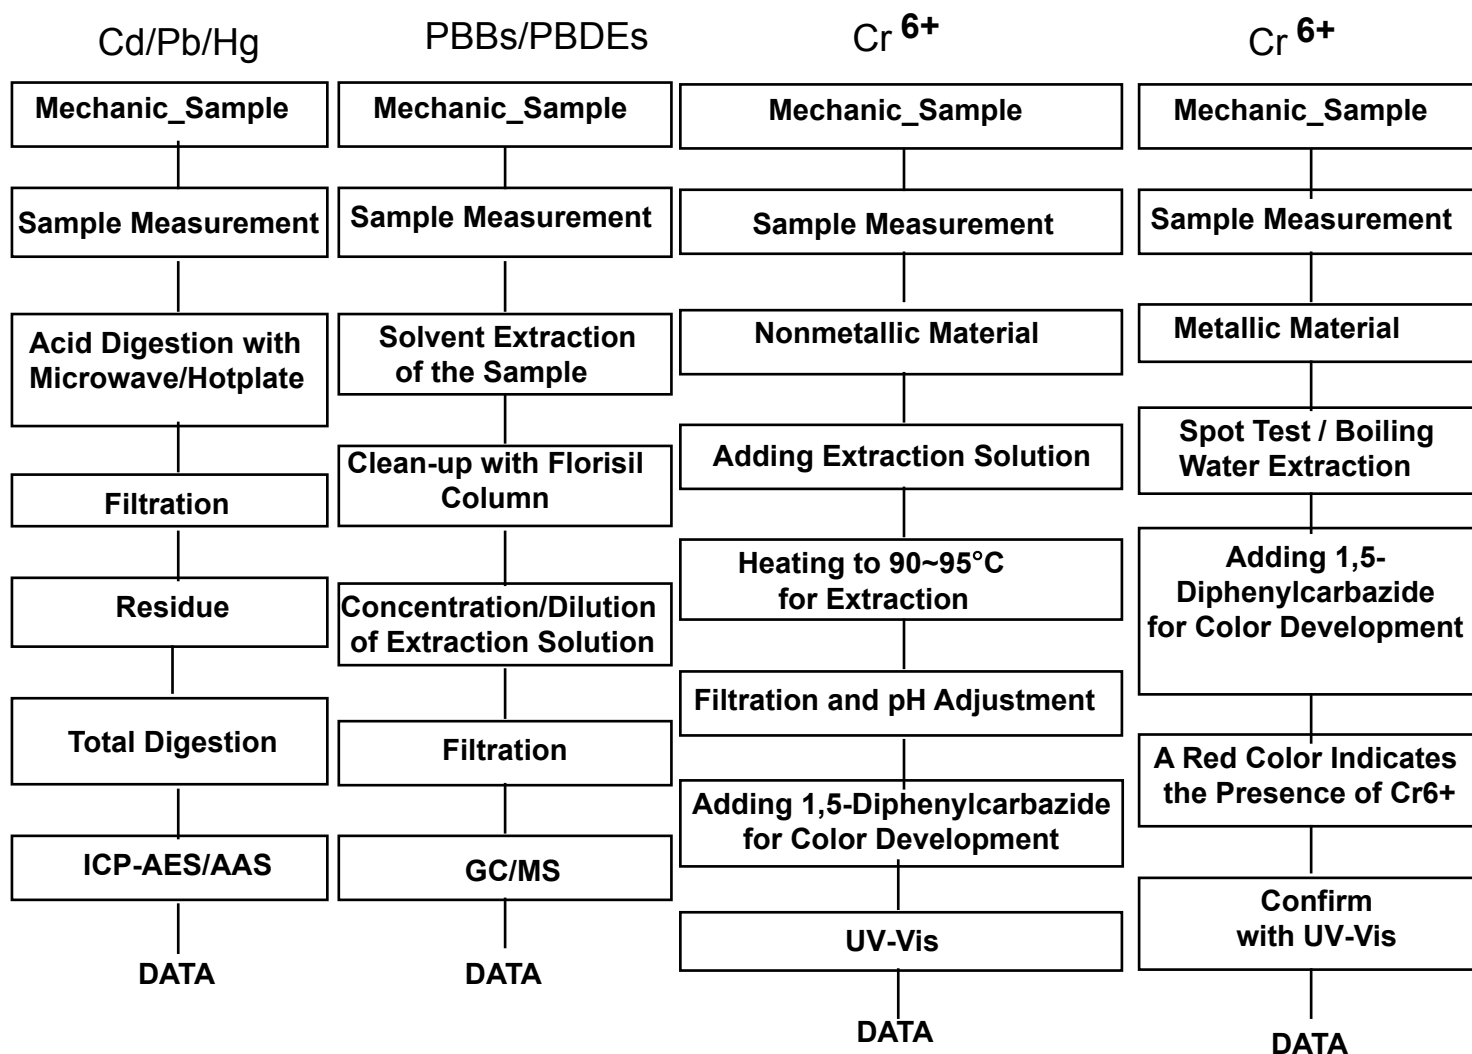 Cd/Pb/Hg
Mechanic_Sample
Sample Measurement
Acid Digestion with
Microwave/Hotplate
Filtration
Residue
Total Digestion
ICP-AES/AAS
DATA
PBBs/PBDEs
Mechanic_Sample
Sample Measurement
Solvent Extraction
of the Sample
Clean-up with Florisil
Column
Concentration/Dilution
of Extraction Solution
Filtration
GC/MS
DATA
Cr 6+
Mechanic_Sample
Sample Measurement
Nonmetallic Material
Adding Extraction Solution
Heating to 90~95°C
for Extraction
Filtration and pH Adjustment
Adding 1,5-Diphenylcarbazide
for Color Development
UV-Vis
DATA
Cr 6+
Mechanic_Sample
Sample Measurement
Metallic Material
Spot Test / Boiling
Water Extraction
Adding 1,5-
Diphenylcarbazide
for Color Development
A Red Color Indicates
the Presence of Cr6+
Confirm
with UV-Vis
DATA